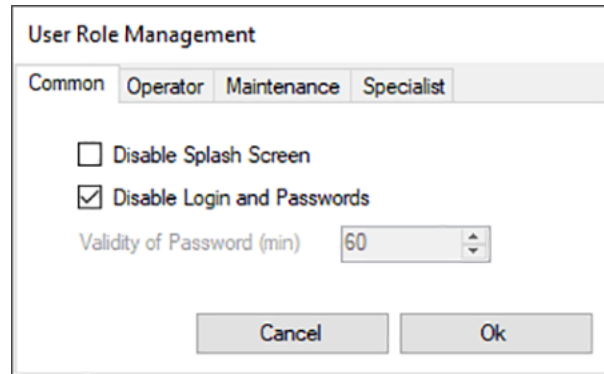 User Role Management
Common Operator Maintenance Specialist
Disable Splash Screen
Disable Login and Passwords
Validity of Password (min) 60
Cancel Ok